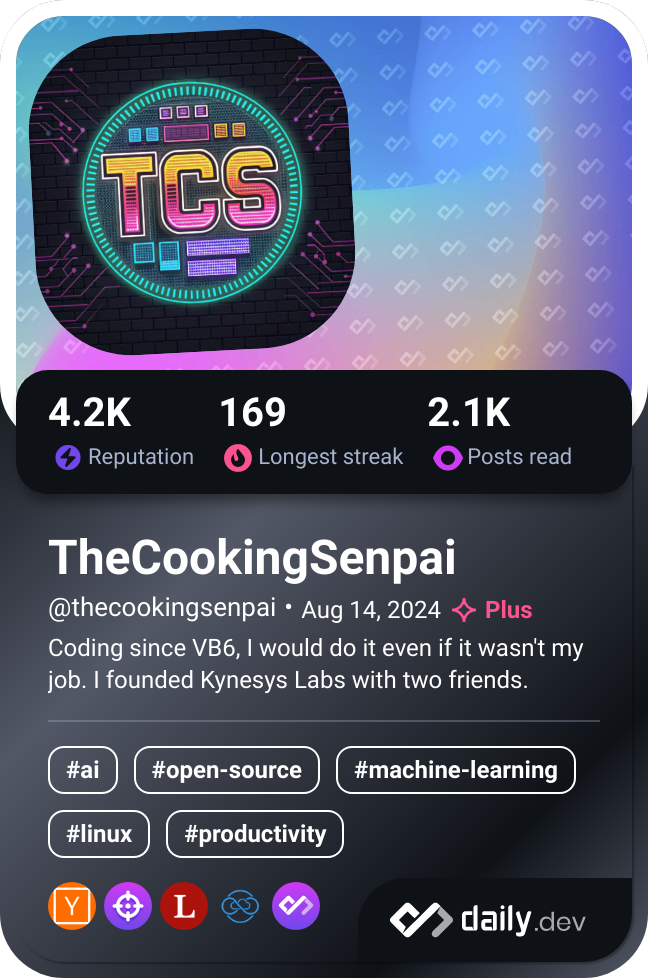 TCS
4.2K 169 2.1K
Reputation Longest streak Posts read
TheCookingSenpai
@thecookingsenpai • Aug 14, 2024 Plus
Coding since VB6, I would do it even if it wasn't my
job. I founded Kynesys Labs with two friends.
#ai #open-source #machine-learning
#linux #productivity
Y L daily.dev